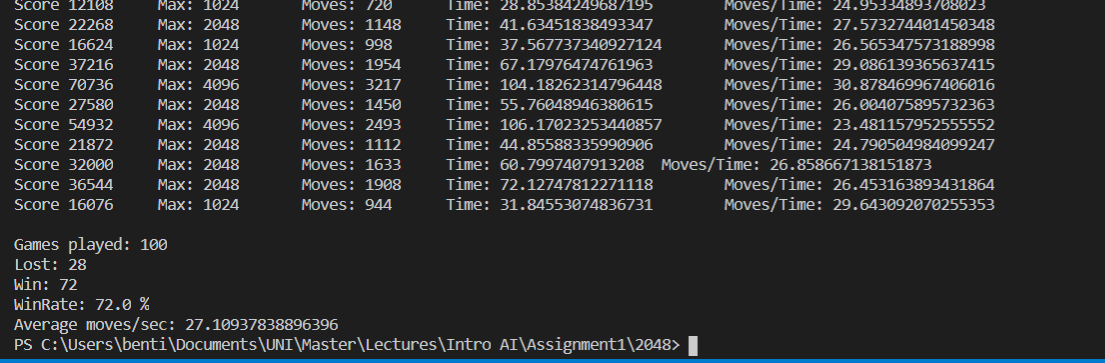 Score 12108 Max: 1024 Moves: 720 Time: 28.85384249687195 Moves/Time: 24.95334893708023
Score 22268 Max: 2048 Moves: 1148 Time: 41.63451838493347 Moves/Time: 27.573274401450348
Score 16624 Max: 1024 Moves: 998 Time: 37.567737340927124 Moves/Time: 26.565347573188998
Score 37216 Max: 2048 Moves: 1954 Time: 67.17976474761963 Moves/Time: 29.086139365637415
Score 70736 Max: 4096 Moves: 3217 Time: 104.18262314796448 Moves/Time: 30.878469967406016
Score 27580 Max: 2048 Moves: 1450 Time: 55.76048946380615 Moves/Time: 26.004075895732363
Score 54932 Max: 4096 Moves: 2493 Time: 106.17023253440857 Moves/Time: 23.481157952555552
Score 21872 Max: 2048 Moves: 1112 Time: 44.85588335990906 Moves/Time: 24.790504984099247
Score 32000 Max: 2048 Moves: 1633 Time: 60.7997407913208 Moves/Time: 26.858667138151873
Score 36544 Max: 2048 Moves: 1908 Time: 72.12747812271118 Moves/Time: 26.453163893431864
Score 16076 Max: 1024 Moves: 944 Time: 31.84553074836731 Moves/Time: 29.643092070255353
Games played: 100
Lost: 28
Win: 72
WinRate: 72.0 %
Average moves/sec: 27.10937838896396
PS C:\Users\benti\Documents\UNI\Master\Lectures\Intro AI\Assignment1\2048>